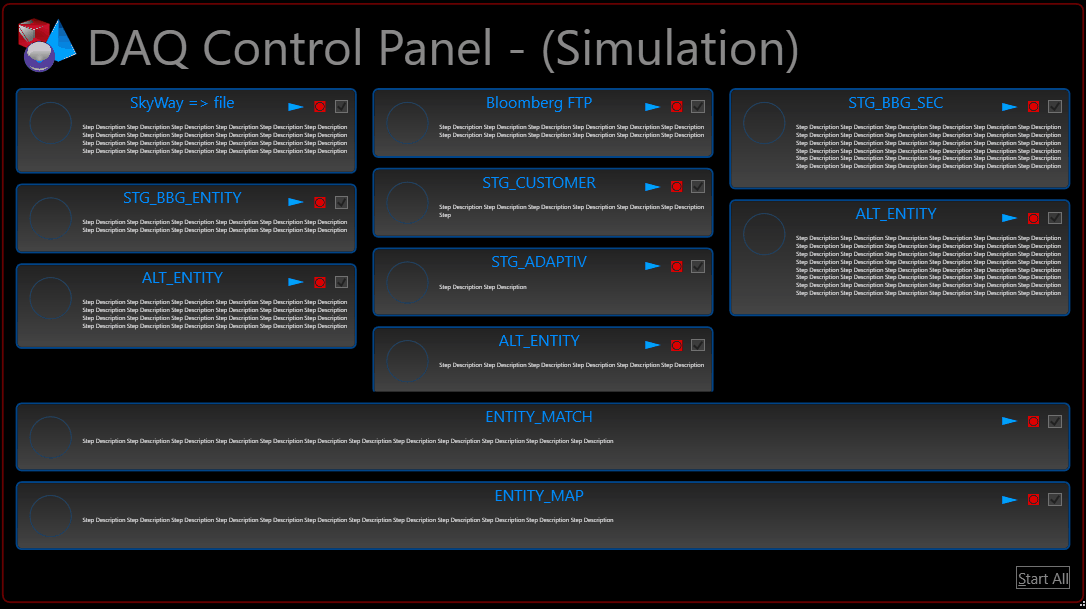 DAQ Control Panel - (Simulation)
SkyWay => file
Step Description Step Description Step Description Step Description Step Description Step Description
Step Description Step Description Step Description Step Description Step Description Step Description
Step Description Step Description Step Description Step Description Step Description Step Description
Step Description Step Description Step Description Step Description Step Description Step Description
STG_BBG_ENTITY
Step Description Step Description Step Description Step Description Step Description Step Description
Step Description Step Description Step Description Step Description Step Description Step Description
ALT_ENTITY
Step Description Step Description Step Description Step Description Step Description Step Description
Step Description Step Description Step Description Step Description Step Description Step Description
Step Description Step Description Step Description Step Description Step Description Step Description
Step Description Step Description Step Description Step Description Step Description Step Description
Bloomberg FTP
Step Description Step Description Step Description Step Description Step Description Step Description
Step Description Step Description Step Description Step Description Step Description Step Description
STG_CUSTOMER
Step Description Step Description Step Description Step Description Step Description Step Description
Step
STG_ADAPTIV
Step Description Step Description
ALT_ENTITY
Step Description Step Description Step Description Step Description Step Description Step Description
STG_BBG_SEC
Step Description Step Description Step Description Step Description Step Description Step Description
Step Description Step Description Step Description Step Description Step Description Step Description
Step Description Step Description Step Description Step Description Step Description Step Description
Step Description Step Description Step Description Step Description Step Description Step Description
Step Description Step Description Step Description Step Description Step Description Step Description
Step Description Step Description Step Description Step Description Step Description Step Description
ALT_ENTITY
Step Description Step Description Step Description Step Description Step Description Step Description
Step Description Step Description Step Description Step Description Step Description Step Description
Step Description Step Description Step Description Step Description Step Description Step Description
Step Description Step Description Step Description Step Description Step Description Step Description
Step Description Step Description Step Description Step Description Step Description Step Description
Step Description Step Description Step Description Step Description Step Description Step Description
Step Description Step Description Step Description Step Description Step Description Step Description
Step Description Step Description Step Description Step Description Step Description Step Description
ENTITY_MATCH
Step Description Step Description Step Description Step Description Step Description Step Description Step Description Step Description Step Description Step Description Step Description Step Description
ENTITY_MAP
Step Description Step Description Step Description Step Description Step Description Step Description Step Description Step Description Step Description Step Description Step Description Step Description
Start All